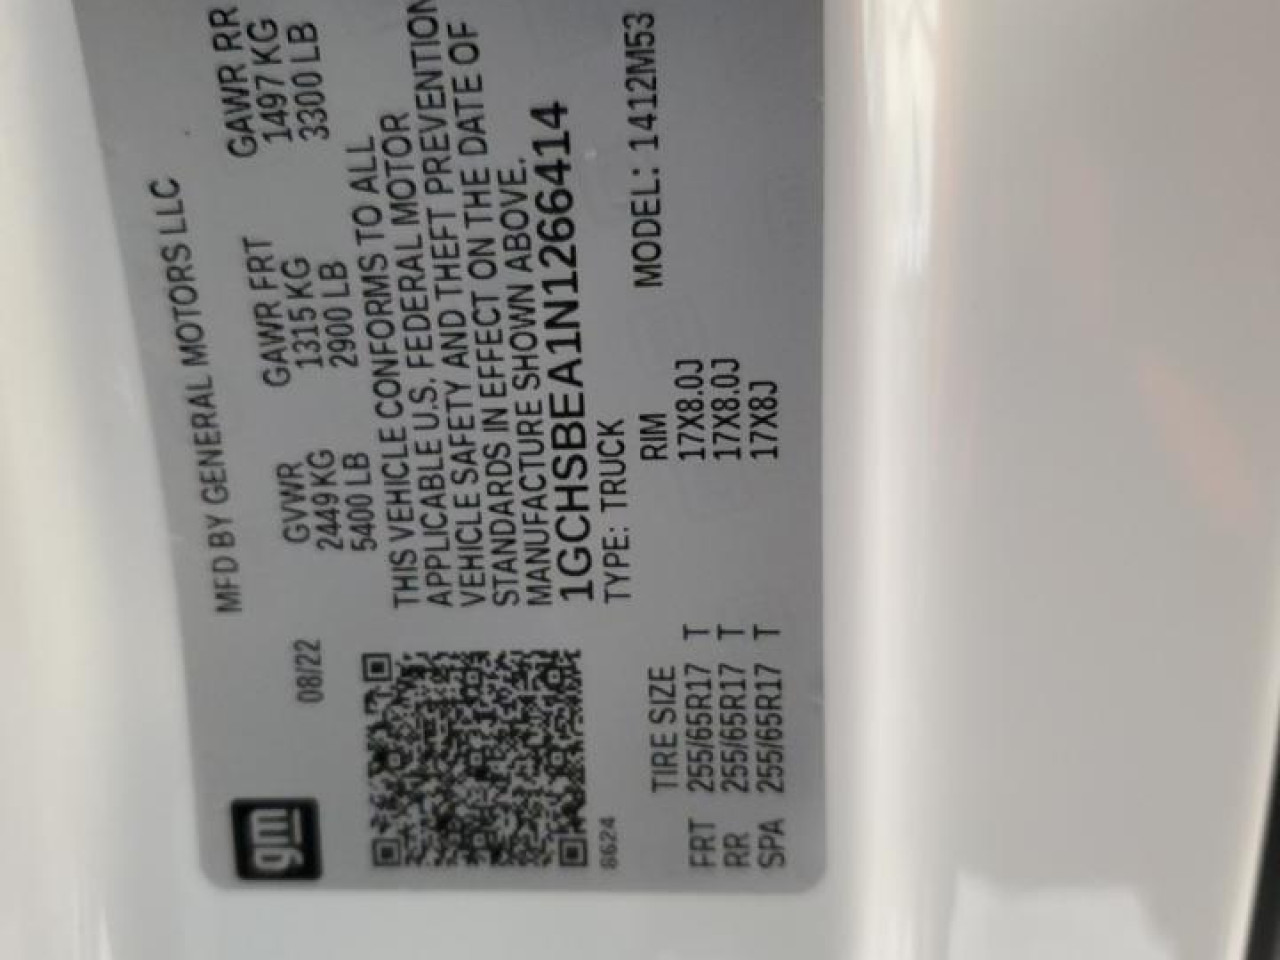 gm
MFD BY GENERAL MOTORS LLC
08/22
GVWR GAWR FRT GAWR RR
2449 KG 1315 KG 1497 KG
5400 LB 2900 LB 3300 LB
THIS VEHICLE CONFORMS TO ALL
APPLICABLE U.S. FEDERAL MOTOR
VEHICLE SAFETY AND THEFT PREVENTION
STANDARDS IN EFFECT ON THE DATE OF
MANUFACTURE SHOWN ABOVE.
1GCHSBEA1N1266414
8624
TYPE: TRUCK MODEL: 1412M53
TIRE SIZE RIM
FRT 255/65R17 T 17X8.0J
RR 255/65R17 T 17X8.0J
SPA 255/65R17 T 17X8J